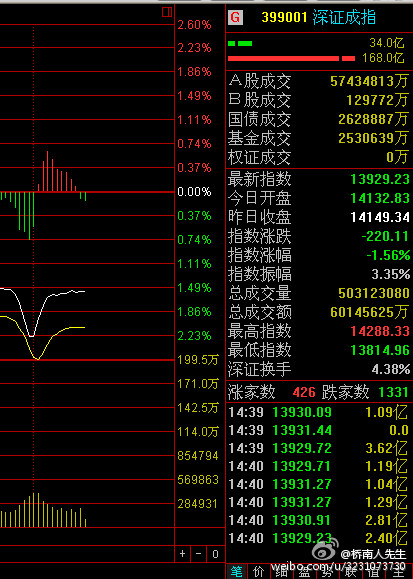 2.60%
2.23%
1.86%
1.49%
1.11%
0.74%
0.37%
0.00%
0.37%
0.74%
1.11%
1.49%
1.86%
2.23%
199.5万
171.0万
142.5万
114.0万
854794
569863
284931
+ - 0
G 399001 深证成指
34.0亿
168.0亿
A股成交 57434813万
B股成交 129772万
国债成交 2628887万
基金成交 2530639万
权证成交 0万
最新指数 13929.23
今日开盘 14132.83
昨日收盘 14149.34
指数涨跌 -220.11
指数涨幅 -1.56%
指数振幅 3.35%
总成交量 503123080
总成交额 60145625万
最高指数 14288.33
最低指数 13814.96
深证换手 4.38%
涨家数 426 跌家数 1331
14:39 13930.09 1.09亿
14:39 13931.44 0.0
14:39 13929.72 3.62亿
14:40 13929.71 1.19亿
14:40 13931.27 1.04亿
14:40 13931.27 1.29亿
14:40 13930.91 2.81亿
14:40 13929.23 2.40亿
@桥南人先生
weibo.com/u/3231073730
笔 价 细 盘 势 联 值 主